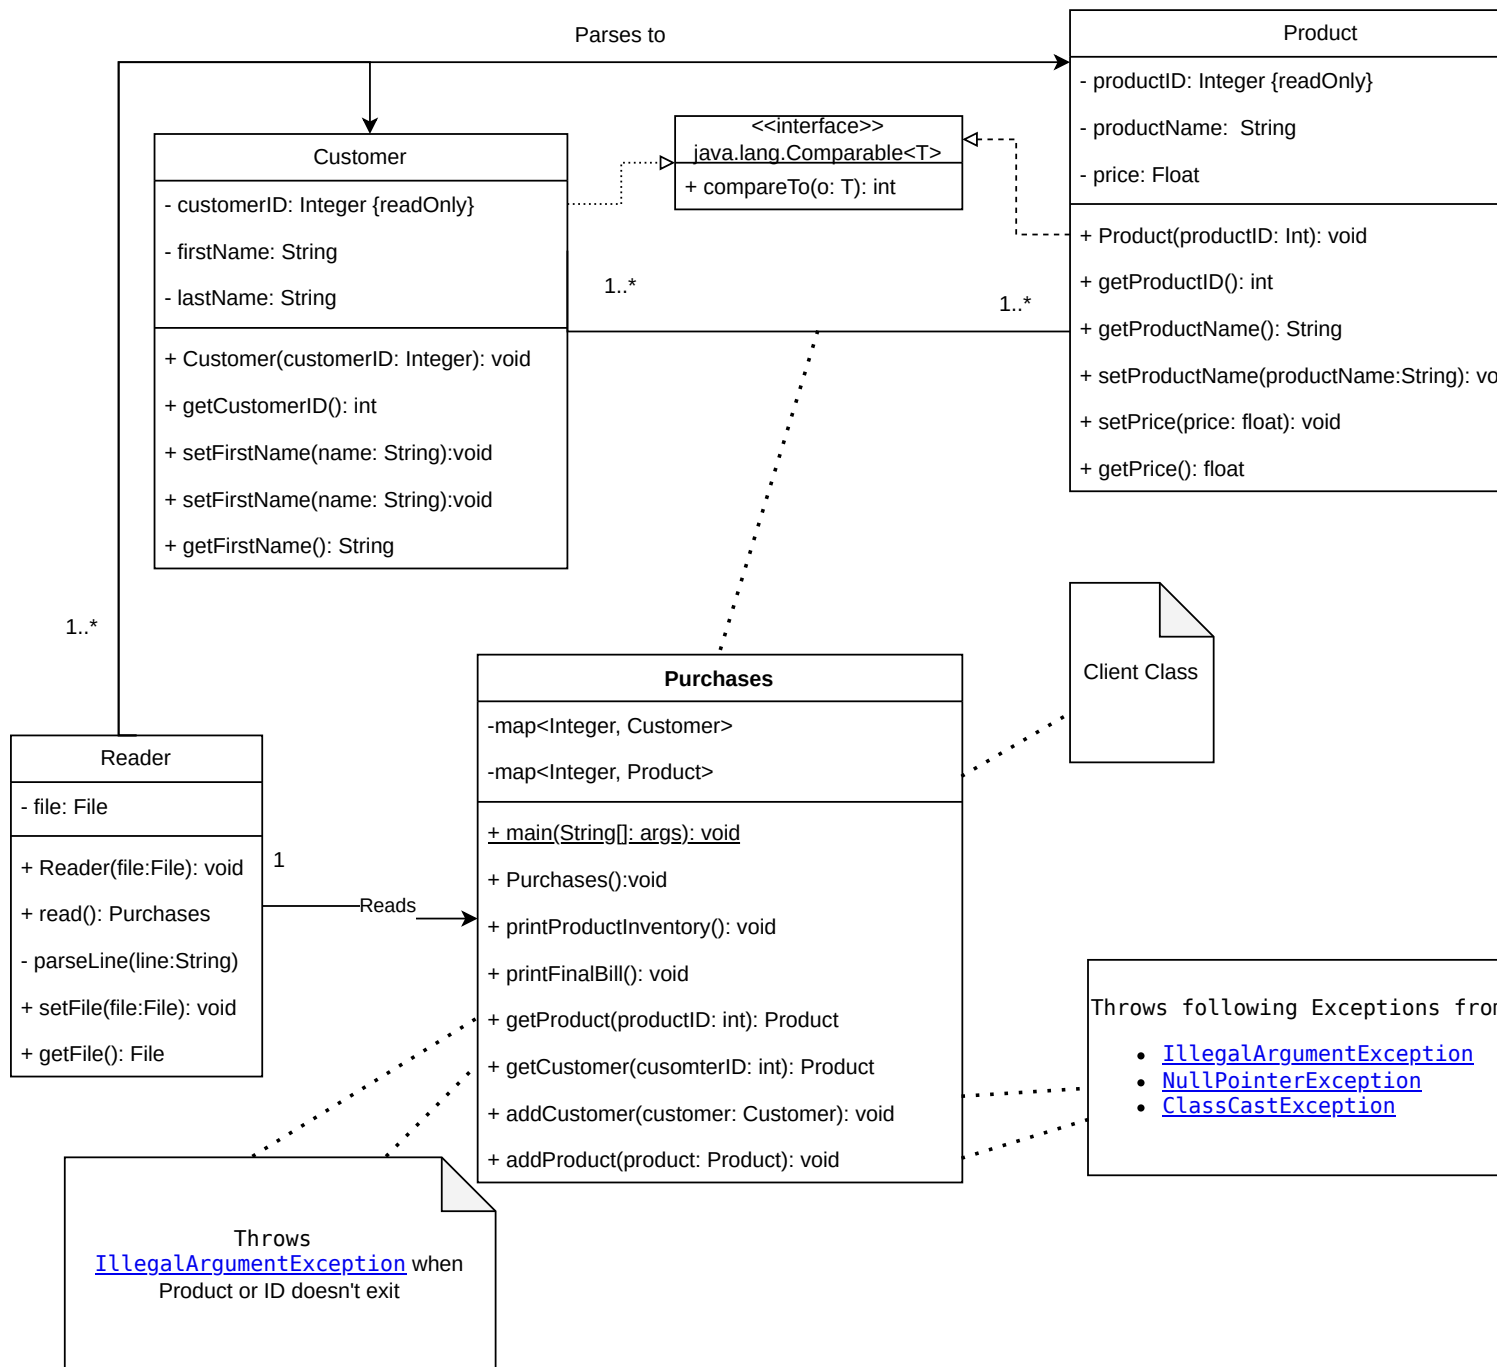 Parses to
Product
- productID: Integer {readOnly}
- productName:  String
- price: Float
+ Product(productID: Int): void
+ getProductID(): int
+ getProductName(): String
+ setProductName(productName:String): vo
+ setPrice(price: float): void
+ getPrice(): float
<<interface>>
java.lang.Comparable<T>
+ compareTo(o: T): int
Customer
- customerID: Integer {readOnly}
- firstName: String
- lastName: String
+ Customer(customerID: Integer): void
+ getCustomerID(): int
+ setFirstName(name: String):void
+ setFirstName(name: String):void
+ getFirstName(): String
1..*
1..*
1..*
Client Class
Purchases
-map<Integer, Customer>
-map<Integer, Product>
+ main(String[]: args): void
+ Purchases():void
+ printProductInventory(): void
+ printFinalBill(): void
+ getProduct(productID: int): Product
+ getCustomer(cusomterID: int): Product
+ addCustomer(customer: Customer): void
+ addProduct(product: Product): void
Reader
- file: File
+ Reader(file:File): void
+ read(): Purchases
- parseLine(line:String)
+ setFile(file:File): void
+ getFile(): File
1
Reads
Throws following Exceptions from
• IllegalArgumentException
• NullPointerException
• ClassCastException
Throws
IllegalArgumentException when
Product or ID doesn't exit